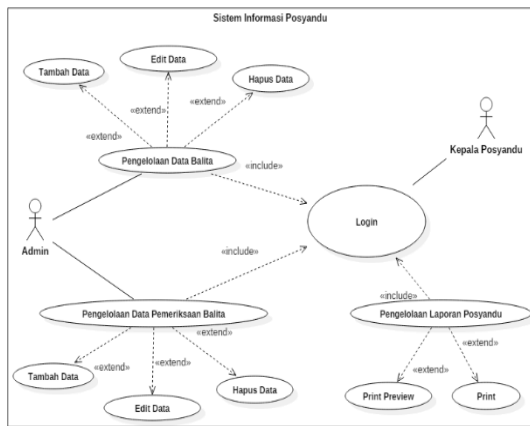 Sistem Informasi Posyandu
Edit Data
Tambah Data
Hapus Data
«extend»
«extend»
«extend»
Pengelolaan Data Balita
«include»
Kepala Posyandu
Login
Admin
«include»
«include»
Pengelolaan Data Pemeriksaan Balita
Pengelolaan Laporan Posyandu
«extend»
«extend»
«extend»
«extend»
«extend»
Tambah Data
Edit Data
Hapus Data
Print Preview
Print